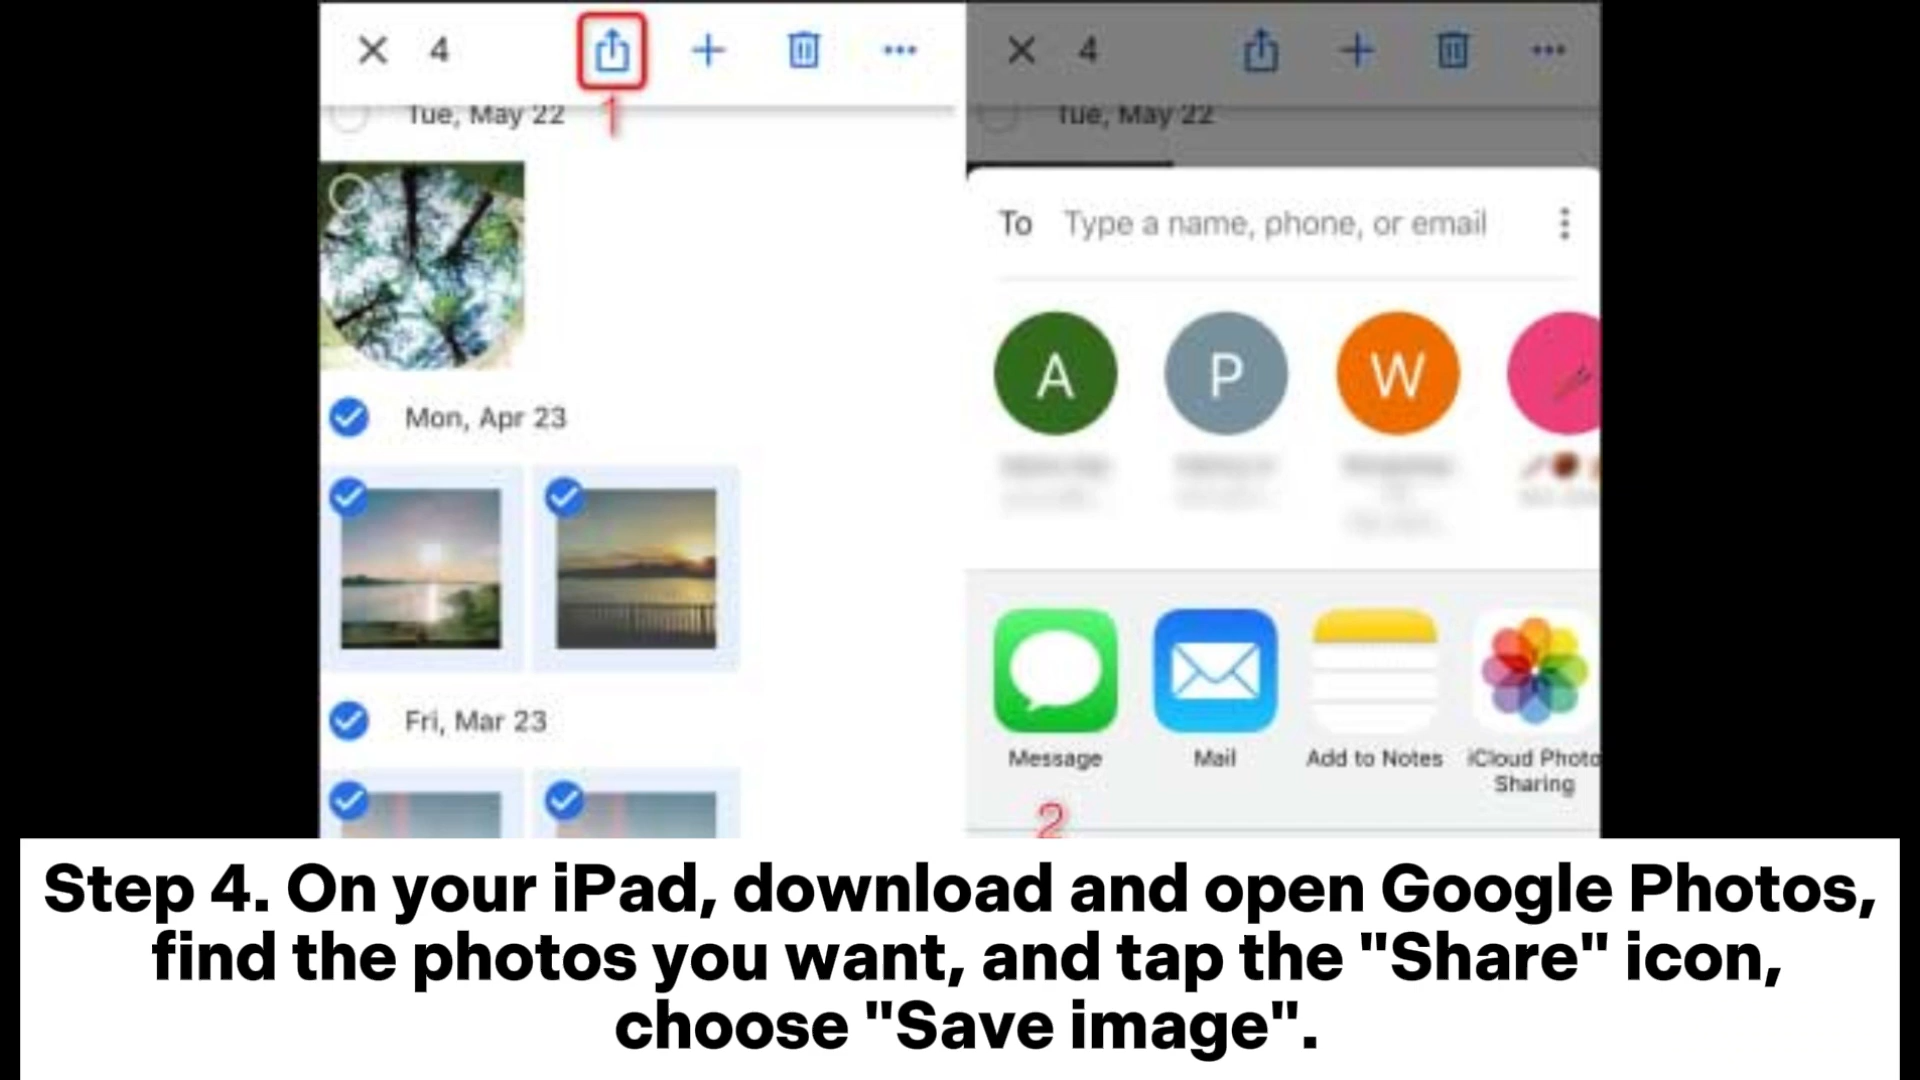 4
1
Tue, May 22
Mon, Apr 23
Fri, Mar 23
4
Tue, May 22
To Type a name, phone, or email
A P W
Message Mail Add to Notes iCloud Photo
Sharing
2
Step 4. On your iPad, download and open Google Photos,
find the photos you want, and tap the "Share" icon,
choose "Save image".